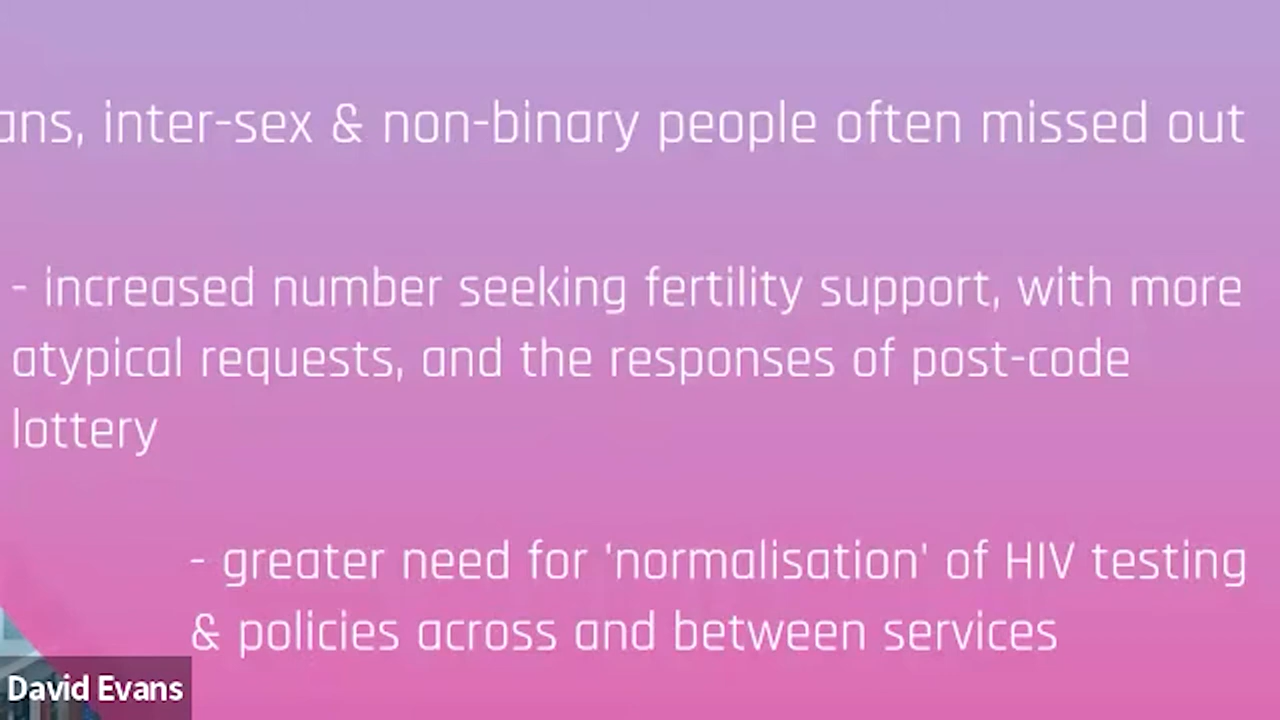 ans, inter-sex & non-binary people often missed out
- increased number seeking fertility support, with more
atypical requests, and the responses of post-code
lottery
- greater need for 'normalisation' of HIV testing
& policies across and between services
David Evans